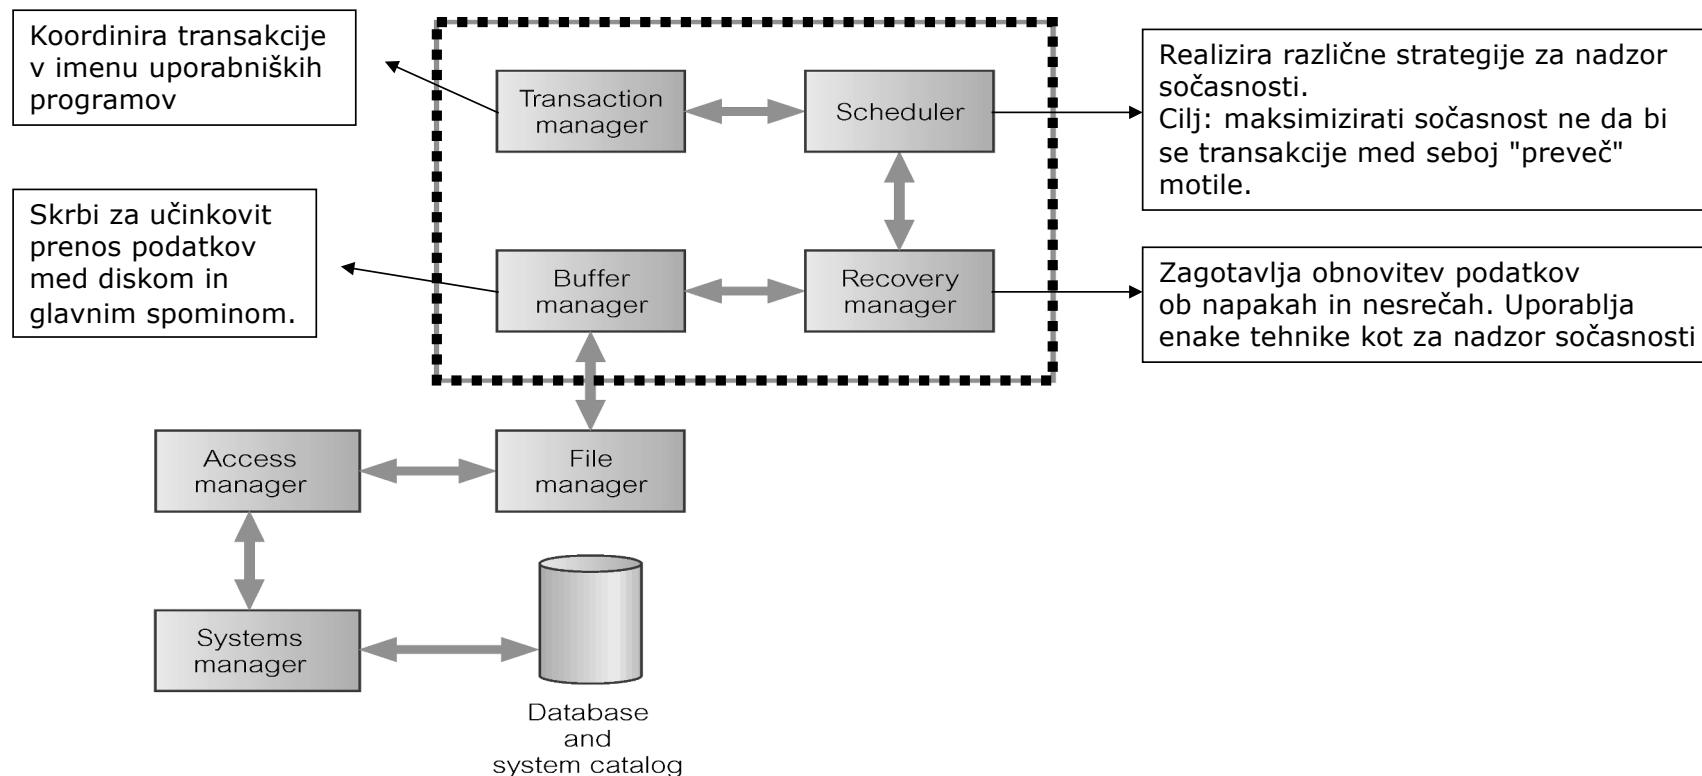 Koordinira transakcije
v imenu uporabniških
programov
Transaction
manager
Scheduler
Realizira različne strategije za nadzor
sočasnosti.
Cilj: maksimizirati sočasnost ne da bi
se transakcije med seboj "preveč"
motile.
Skrbi za učinkovit
prenos podatkov
med diskom in
glavnim spominom.
Buffer
manager
Recovery
manager
Zagotavlja obnovitev podatkov
ob napakah in nesrečah. Uporablja
enake tehnike kot za nadzor sočasnosti
Access
manager
File
manager
Systems
manager
Database
and
system catalog